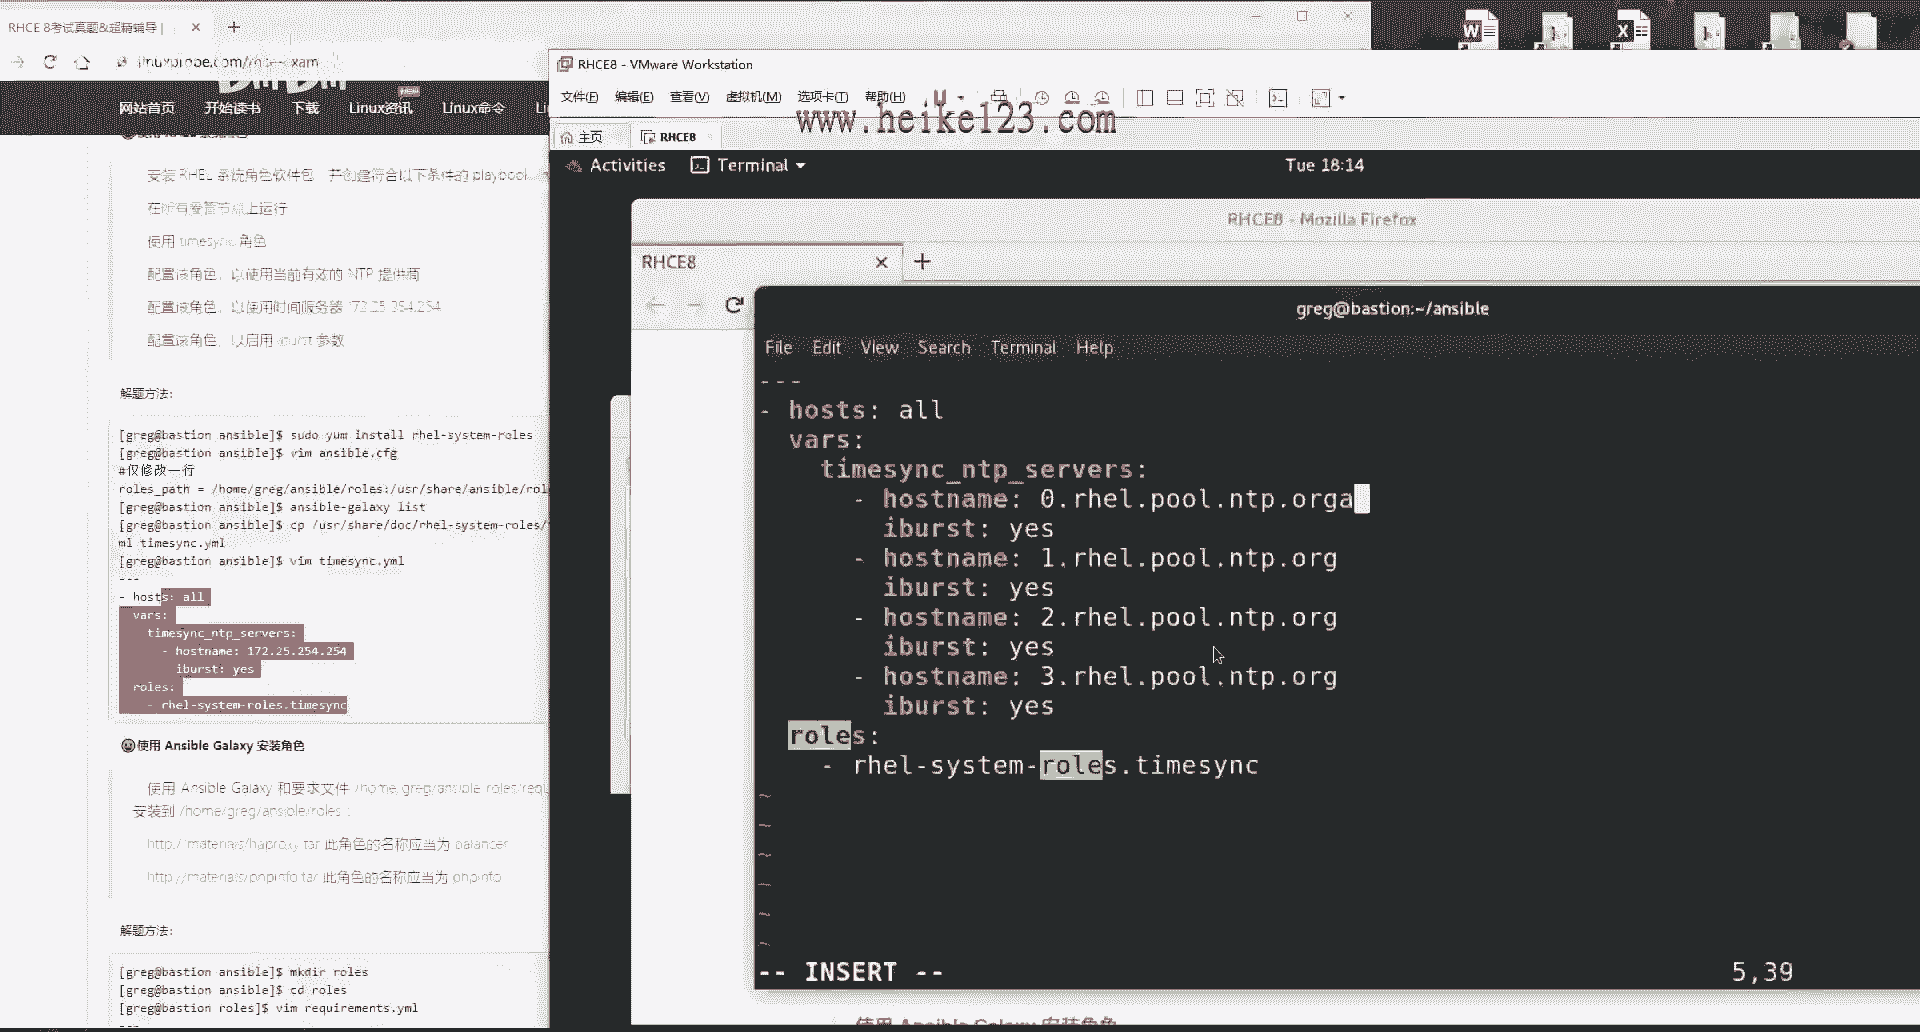 RHCE 8考试真题&超精辅导 |
RHCE8 - VMware Workstation
文件(F) 编辑(E) 查看(V) 虚拟机(M) 选项卡(T) 帮助(H)
www.heike123.com
主页
RHCE8
网站首页 开始读书 下载 Linux资讯 Linux命令
Activities Terminal Tue 18:14
RHCE8 - Mozilla Firefox
RHCE8
greg@bastion:~/ansible
File Edit View Search Terminal Help
---
- hosts: all
vars:
timesync_ntp_servers:
- hostname: 0.rhel.pool.ntp.orga
iburst: yes
- hostname: 1.rhel.pool.ntp.org
iburst: yes
- hostname: 2.rhel.pool.ntp.org
iburst: yes
- hostname: 3.rhel.pool.ntp.org
iburst: yes
roles:
- rhel-system-roles.timesync
~
~
~
~
~
~
-- INSERT -- 5,39
安装 RHEL 系统角色软件包，并创建符合以下条件的 playbook
在所有受管节点上运行
使用 timesync 角色
配置该角色，以使用当前有效的 NTP 提供商
配置该角色，以使用时间服务器 172.25.254.254
配置该角色，以启用 iburst 参数
解题方法:
[greg@bastion ansible]$ sudo yum install rhel-system-roles
[greg@bastion ansible]$ vim ansible.cfg
#仅修改一行
roles_path = /home/greg/ansible/roles:/usr/share/ansible/rol
[greg@bastion ansible]$ ansible-galaxy list
[greg@bastion ansible]$ cp /usr/share/doc/rhel-system-roles/
ml timesync.yml
[greg@bastion ansible]$ vim timesync.yml
---
- hosts: all
vars:
timesync_ntp_servers:
- hostname: 172.25.254.254
iburst: yes
roles:
- rhel-system-roles.timesync
使用 Ansible Galaxy 安装角色
使用 Ansible Galaxy 和要求文件 /home/greg/ansible/roles/req
安装到 /home/greg/ansible/roles :
http://materials/haproxy.tar 此角色的名称应当为 balancer
http://materials/phpinfo.tar 此角色的名称应当为 phpinfo
解题方法:
[greg@bastion ansible]$ mkdir roles
[greg@bastion ansible]$ cd roles
[greg@bastion roles]$ vim requirements.yml
---
使用 Ansible Galaxy 安装角色